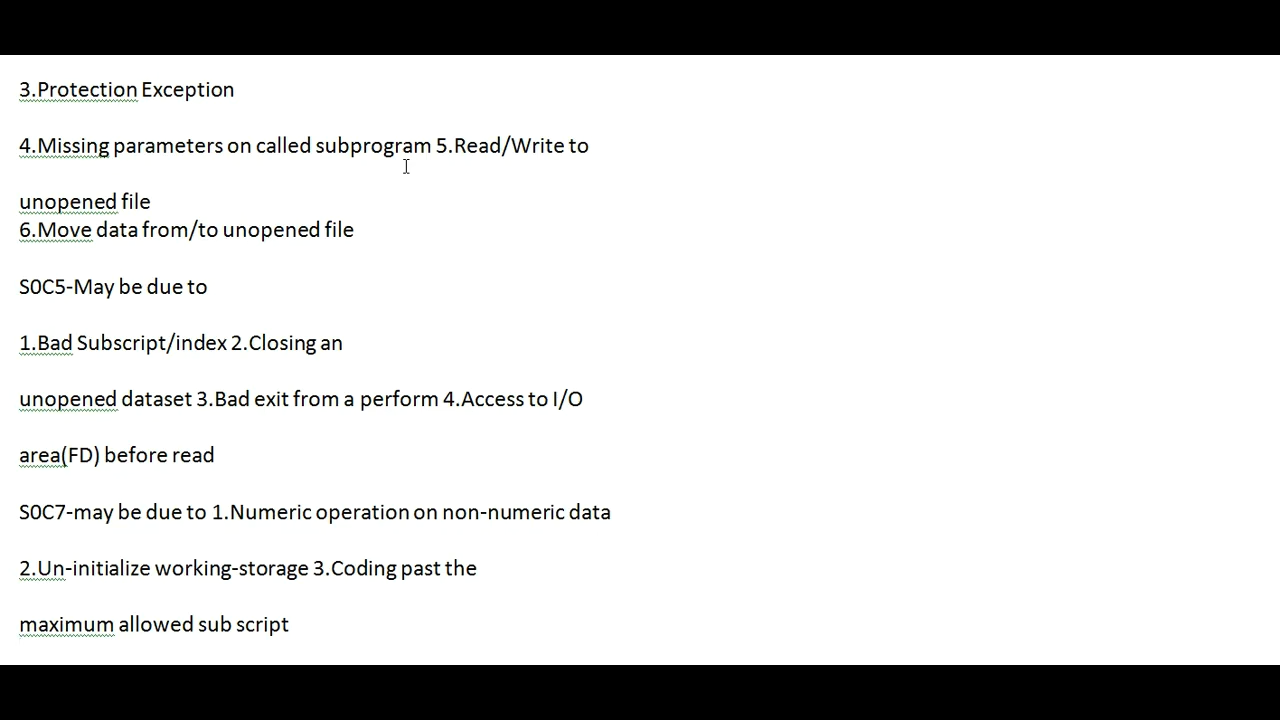 3.Protection Exception
4.Missing parameters on called subprogram 5.Read/Write to
unopened file
6.Move data from/to unopened file
S0C5-May be due to
1.Bad Subscript/index 2.Closing an
unopened dataset 3.Bad exit from a perform 4.Access to I/O
area(FD) before read
S0C7-may be due to 1.Numeric operation on non-numeric data
2.Un-initialize working-storage 3.Coding past the
maximum allowed sub script